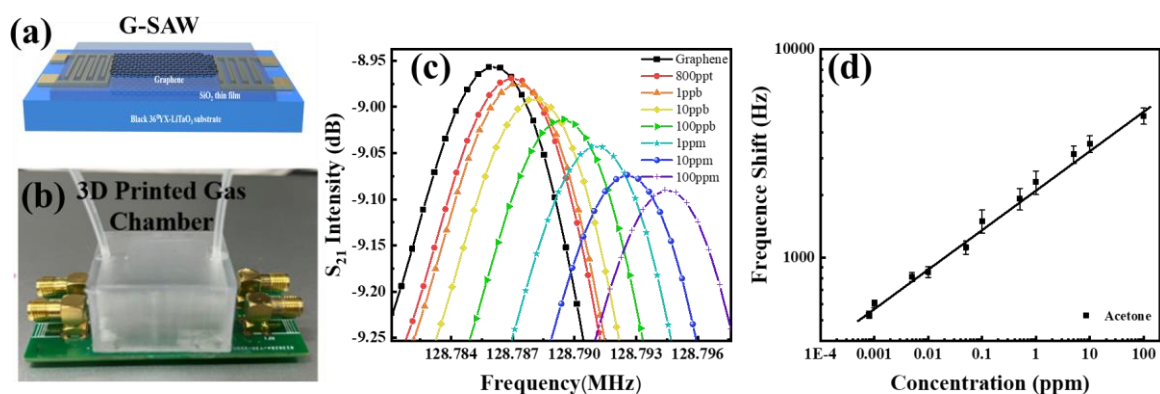 (a)
G-SAW
Graphene
SiO₂ thin film
Black 36⁰YX-LiTaO₃ substrate
(b)
3D Printed Gas
Chamber
(c)
S₂₁ Intensity (dB)
-8.95
-9.00
-9.05
-9.10
-9.15
-9.20
-9.25
Graphene
800ppt
1ppb
10ppb
100ppb
1ppm
10ppm
100ppm
128.784 128.787 128.790 128.793 128.796
Frequency(MHz)
(d)
Frequence Shift (Hz)
10000
1000
Acetone
1E-4 0.001 0.01 0.1 1 10 100
Concentration (ppm)